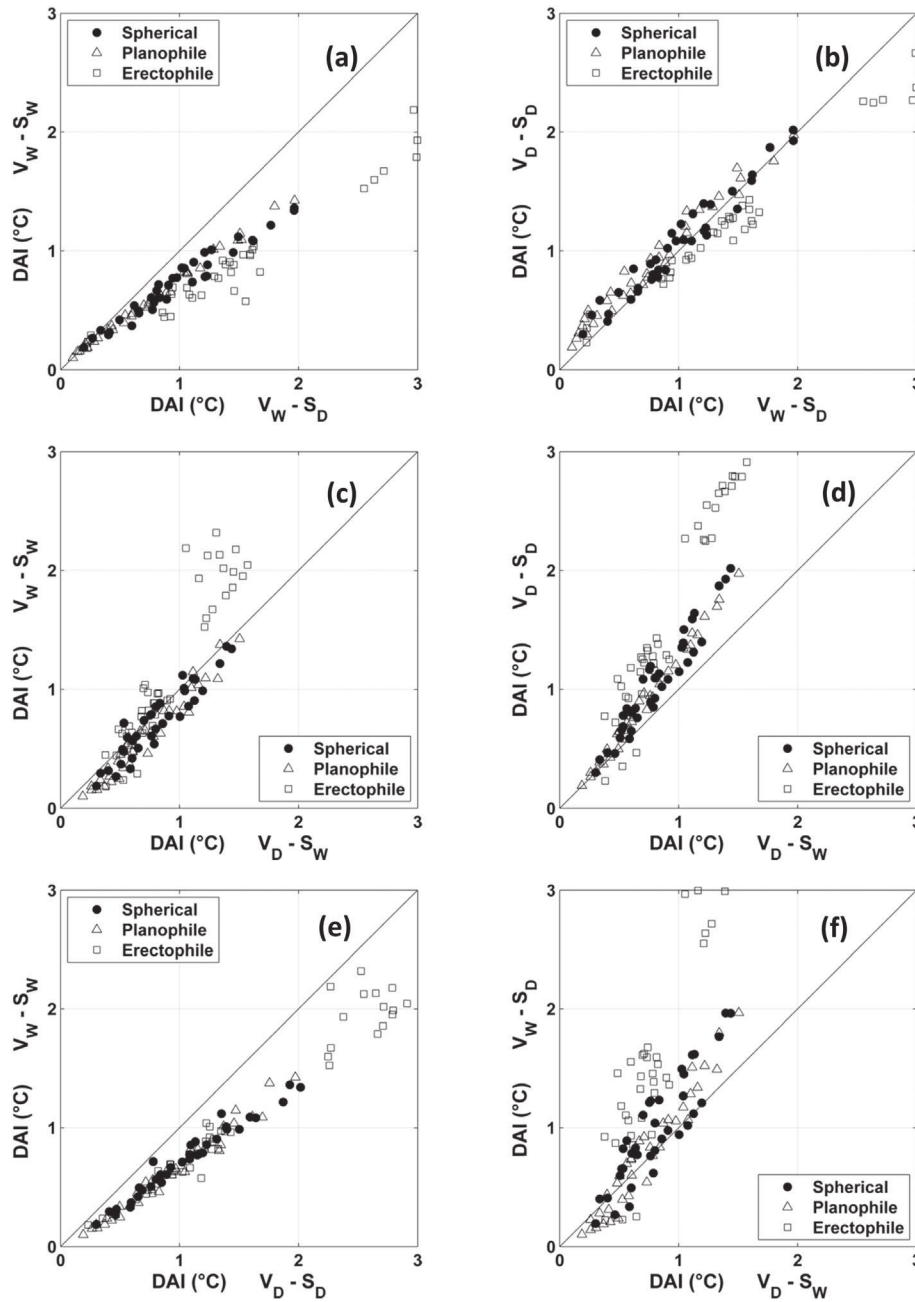 3
2
1
0
0 1 2 3
DAI (°C) V_W - S_W
DAI (°C) V_W - S_D
● Spherical
△ Planophile
□ Erectophile
(a)
3
2
1
0
0 1 2 3
DAI (°C) V_D - S_D
DAI (°C) V_W - S_D
● Spherical
△ Planophile
□ Erectophile
(b)
3
2
1
0
0 1 2 3
DAI (°C) V_W - S_W
DAI (°C) V_D - S_W
(c)
● Spherical
△ Planophile
□ Erectophile
3
2
1
0
0 1 2 3
DAI (°C) V_D - S_D
DAI (°C) V_D - S_W
(d)
● Spherical
△ Planophile
□ Erectophile
3
2
1
0
0 1 2 3
DAI (°C) V_W - S_W
DAI (°C) V_D - S_D
● Spherical
△ Planophile
□ Erectophile
(e)
3
2
1
0
0 1 2 3
DAI (°C) V_W - S_D
DAI (°C) V_D - S_W
(f)
● Spherical
△ Planophile
□ Erectophile